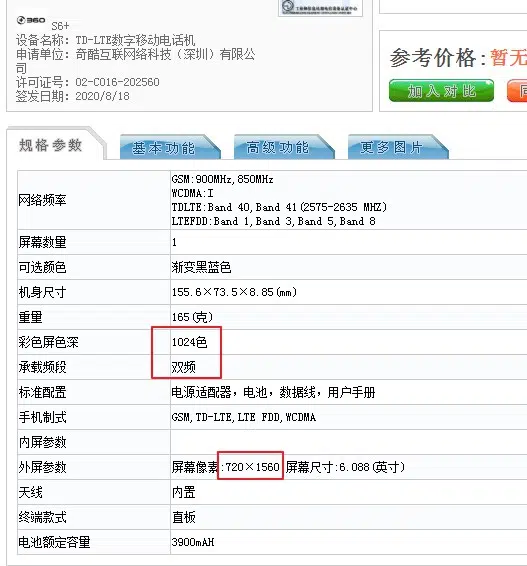 360 S6+
设备名称: TD-LTE数字移动电话机
申请单位: 奇酷互联网络科技（深圳）有限公
司
许可证号: 02-C016-202560
签发日期: 2020/8/18
参考价格:暂无
加入对比
规格参数 基本功能 高级功能 更多图片
网络频率 GSM:900MHz,850MHz
WCDMA:I
TDLTE:Band 40,Band 41(2575-2635 MHZ)
LTEFDD:Band 1,Band 3,Band 5,Band 8
屏幕数量 1
可选颜色 渐变黑蓝色
机身尺寸 155.6×73.5×8.85(mm)
重量 165(克)
彩色屏色深 1024色
承载频段 双频
标准配置 电源适配器，电池，数据线，用户手册
手机制式 GSM,TD-LTE,LTE FDD,WCDMA
内屏参数
外屏参数 屏幕像素:720×1560 屏幕尺寸:6.088(英寸)
天线 内置
终端款式 直板
电池额定容量 3900mAH